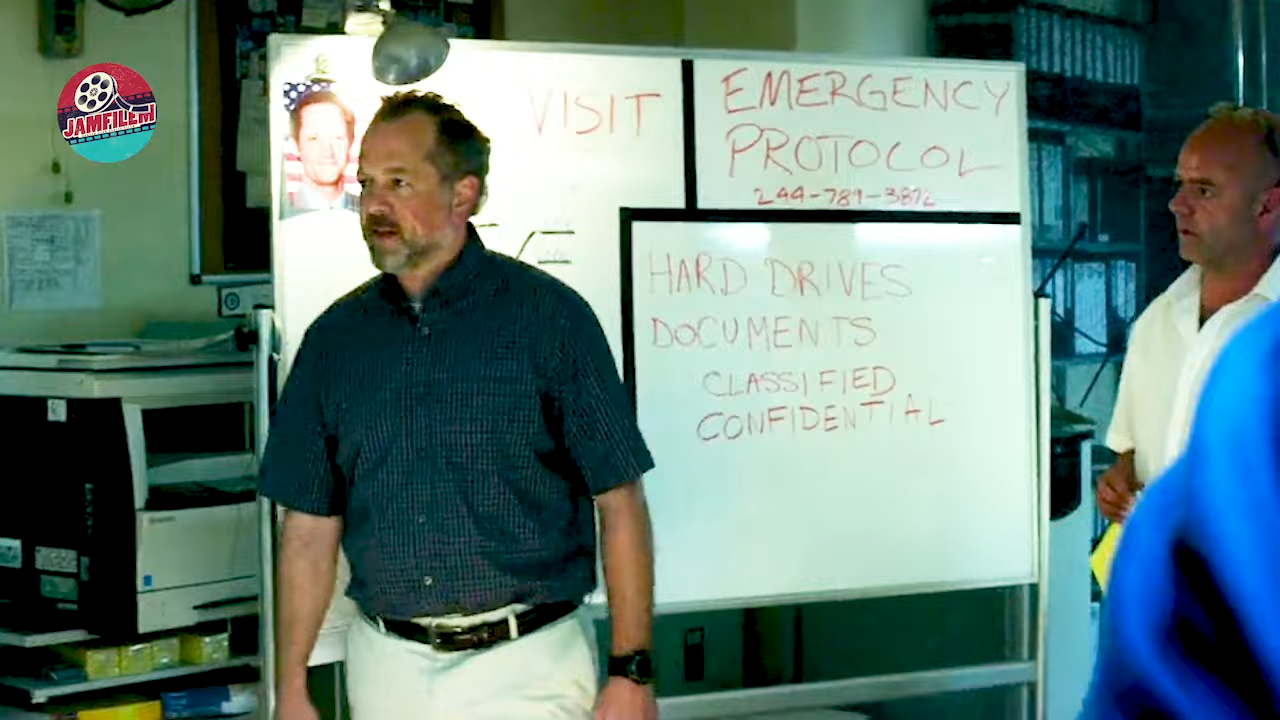 JAMFILEM
VISIT
EMERGENCY
PROTOCOL
244-789-3872
HARD DRIVES
DOCUMENTS
CLASSIFIED
CONFIDENTIAL